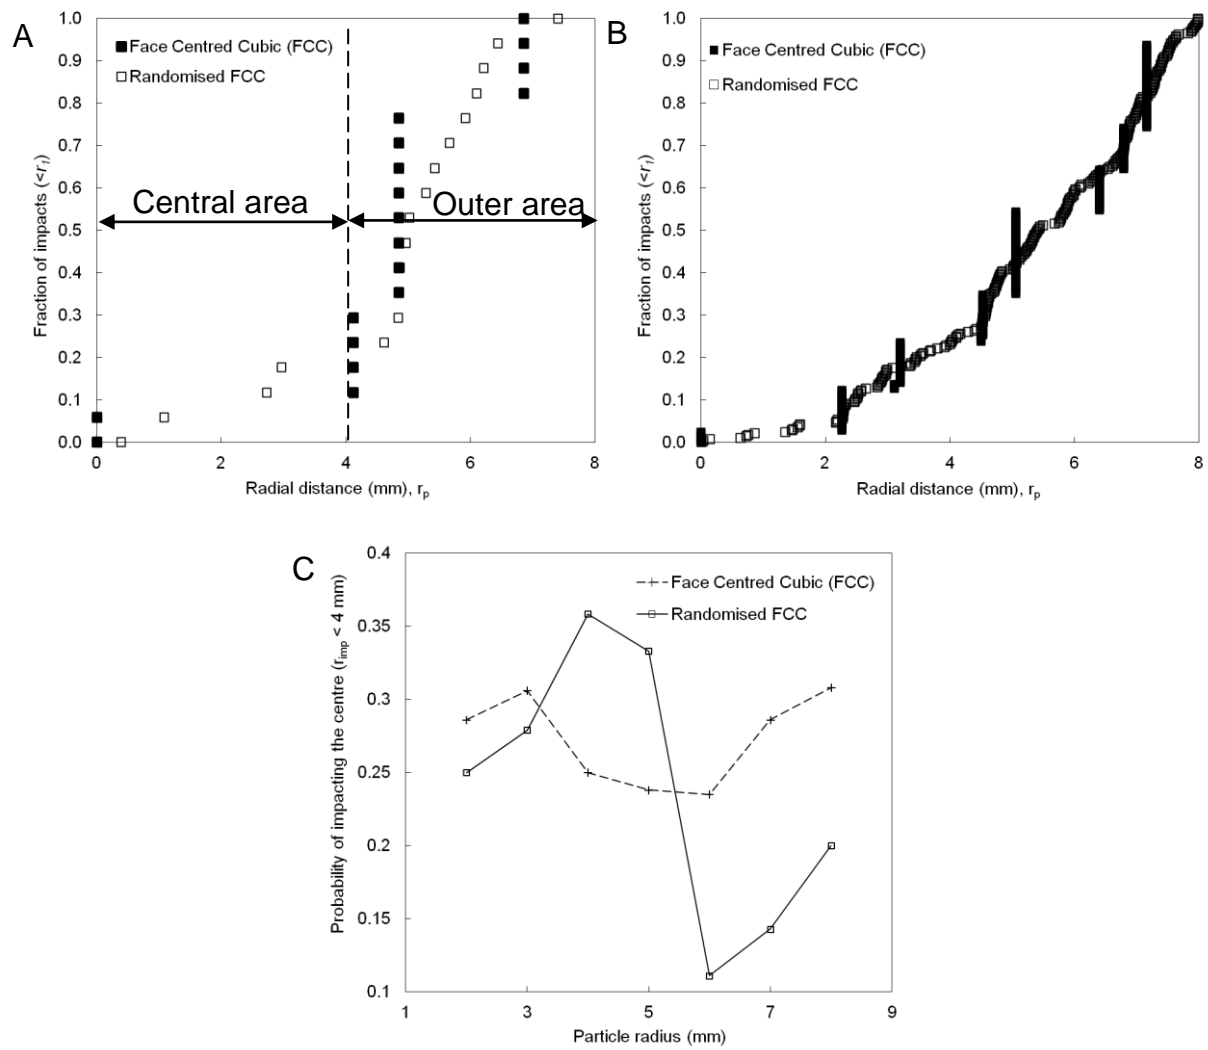 A
Face Centred Cubic (FCC)
Randomised FCC
Central area
Outer area
Fraction of impacts (<r₁)
1.0
0.9
0.8
0.7
0.6
0.5
0.4
0.3
0.2
0.1
0.0
0 2 4 6 8
Radial distance (mm), rₚ
B
Face Centred Cubic (FCC)
Randomised FCC
Fraction of impacts (<r₁)
1.0
0.9
0.8
0.7
0.6
0.5
0.4
0.3
0.2
0.1
0.0
0 2 4 6 8
Radial distance (mm), rₚ
C
Face Centred Cubic (FCC)
Randomised FCC
Probability of impacting the centre (r_imp < 4 mm)
0.4
0.35
0.3
0.25
0.2
0.15
0.1
1 3 5 7 9
Particle radius (mm)